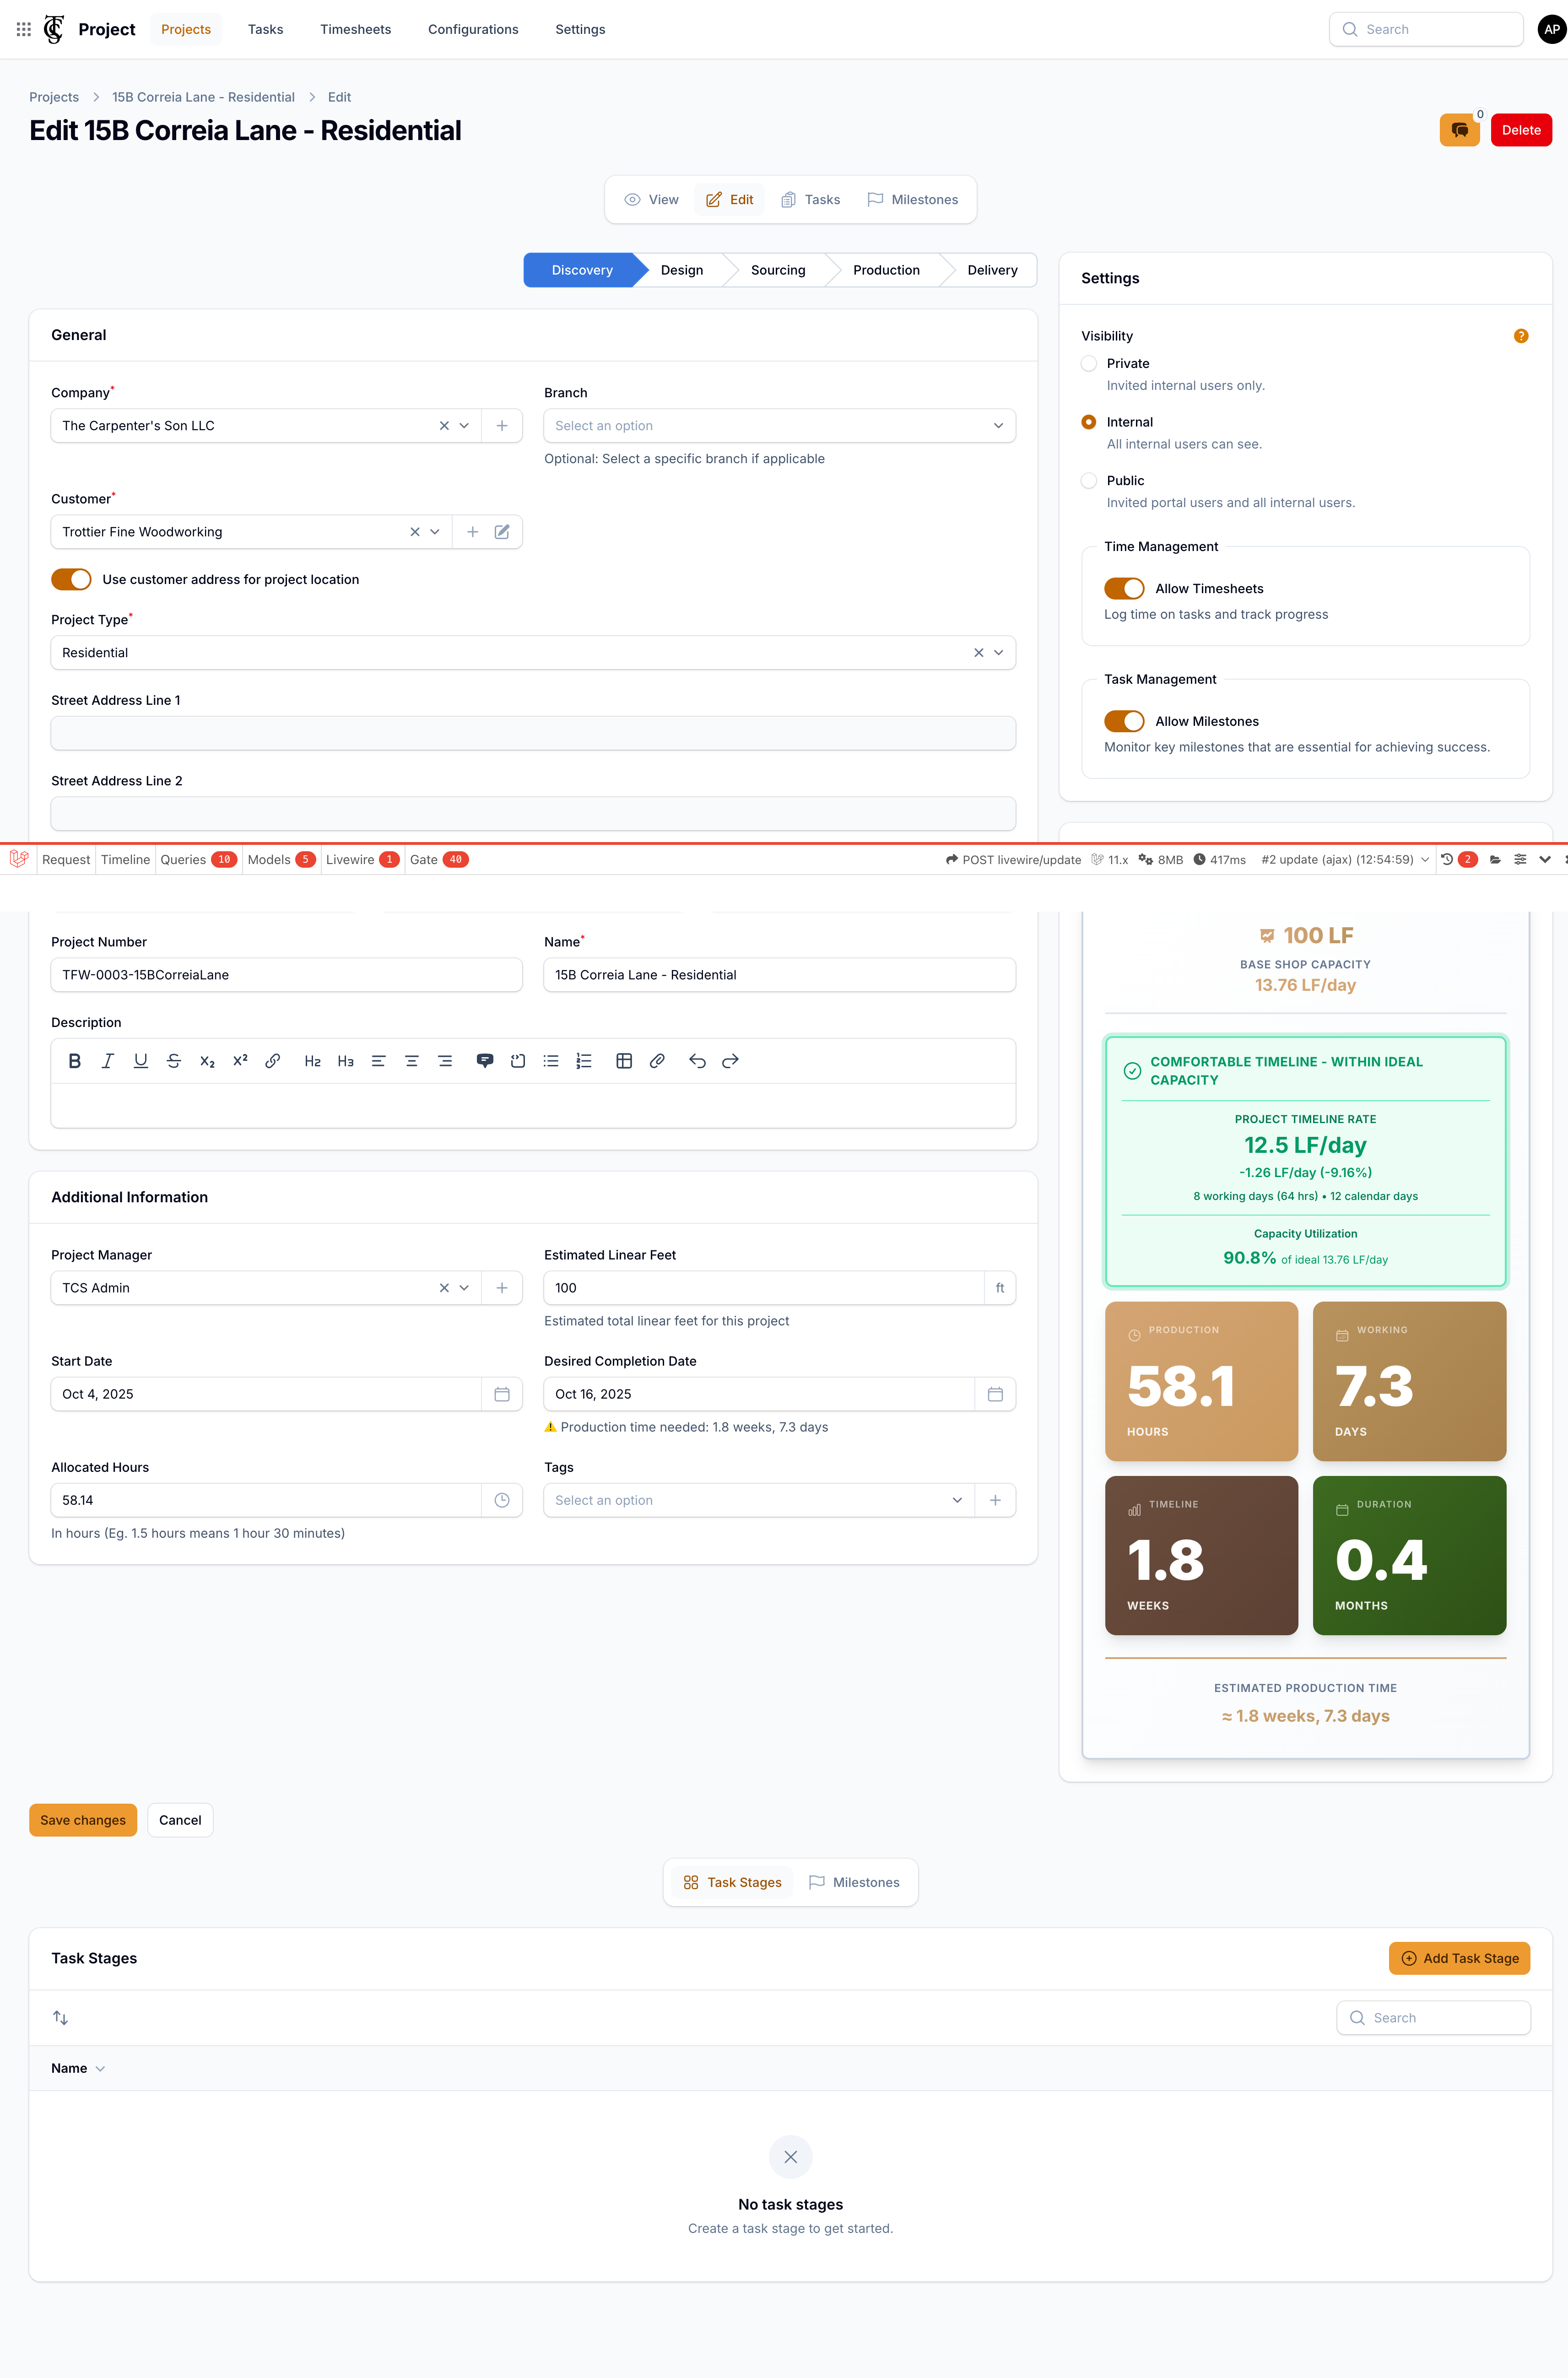 Project Projects Tasks Timesheets Configurations Settings Search AP
Projects 15B Correia Lane - Residential Edit
Edit 15B Correia Lane - Residential
0
Delete
View Edit Tasks Milestones
Discovery Design Sourcing Production Delivery
General
Company*
The Carpenter's Son LLC
Branch
Select an option
Optional: Select a specific branch if applicable
Customer*
Trottier Fine Woodworking
Use customer address for project location
Project Type*
Residential
Street Address Line 1
Street Address Line 2
Settings
Visibility ?
Private
Invited internal users only.
Internal
All internal users can see.
Public
Invited portal users and all internal users.
Time Management
Allow Timesheets
Log time on tasks and track progress
Task Management
Allow Milestones
Monitor key milestones that are essential for achieving success.
Request Timeline Queries 10 Models 5 Livewire 1 Gate 40 POST livewire/update 11.x 8MB 417ms #2 update (ajax) (12:54:59) 2
Project Number
TFW-0003-15BCorreiaLane
Name*
15B Correia Lane - Residential
Description
B I U S X2 X2 H2 H3
Additional Information
Project Manager
TCS Admin
Estimated Linear Feet
100 ft
Estimated total linear feet for this project
Start Date
Oct 4, 2025
Desired Completion Date
Oct 16, 2025
⚠️ Production time needed: 1.8 weeks, 7.3 days
Allocated Hours
58.14
In hours (Eg. 1.5 hours means 1 hour 30 minutes)
Tags
Select an option
100 LF
BASE SHOP CAPACITY
13.76 LF/day
COMFORTABLE TIMELINE - WITHIN IDEAL
CAPACITY
PROJECT TIMELINE RATE
12.5 LF/day
-1.26 LF/day (-9.16%)
8 working days (64 hrs) • 12 calendar days
Capacity Utilization
90.8% of ideal 13.76 LF/day
PRODUCTION
58.1
HOURS
WORKING
7.3
DAYS
TIMELINE
1.8
WEEKS
DURATION
0.4
MONTHS
ESTIMATED PRODUCTION TIME
≈ 1.8 weeks, 7.3 days
Save changes Cancel
Task Stages Milestones
Task Stages Add Task Stage
Search
Name
No task stages
Create a task stage to get started.